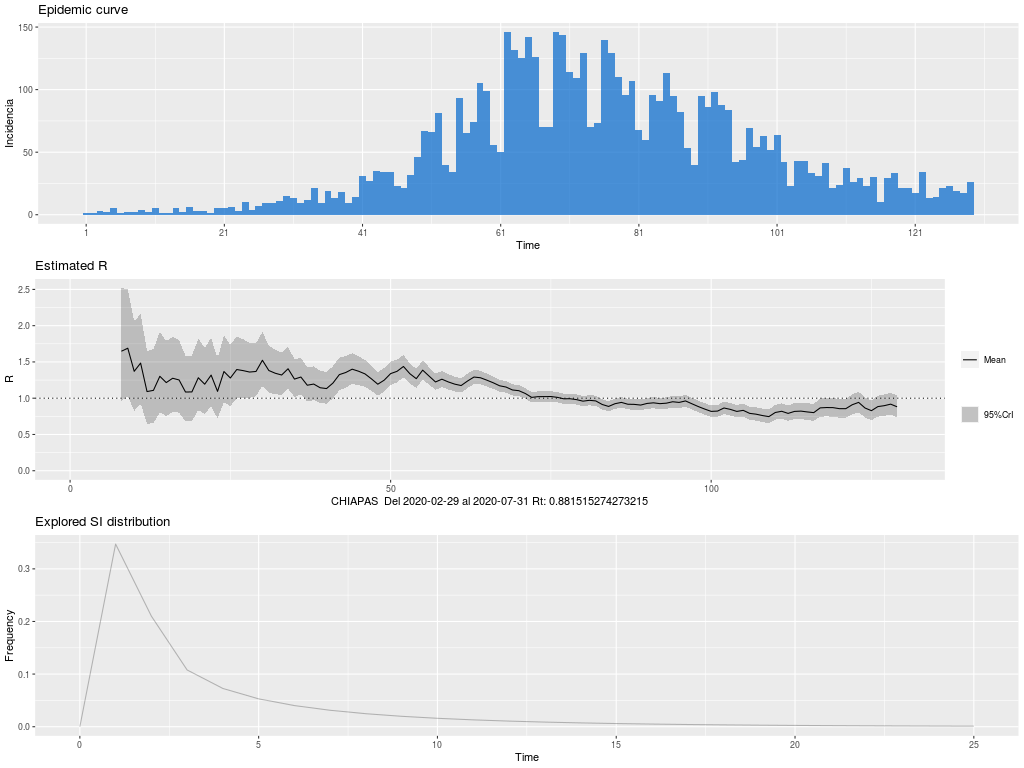 Epidemic curve
150
100
50
0
Incidencia
1 21 41 61 81 101 121
Time
Estimated R
2.5
2.0
1.5
1.0
0.5
0.0
R
0 50 100
CHIAPAS Del 2020-02-29 al 2020-07-31 Rt: 0.881515274273215
Mean
95%CrI
Explored SI distribution
0.3
0.2
0.1
0.0
Frequency
0 5 10 15 20 25
Time